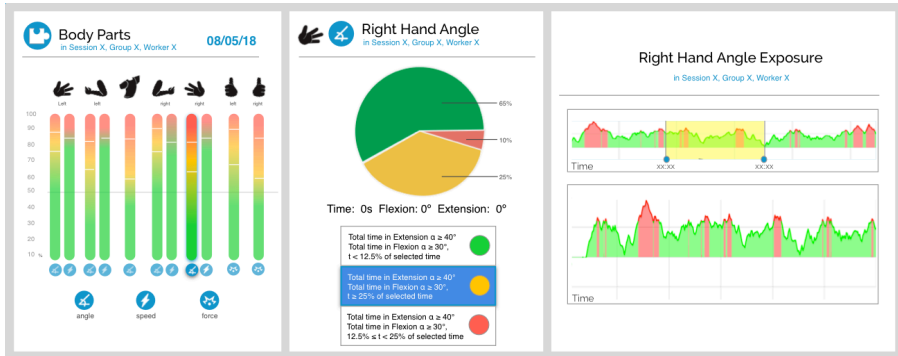 Body Parts
in Session X, Group X, Worker X
08/05/18
Left
left
right
right
left
right
100
90
80
70
60
50
40
30
20
10 %
angle
speed
force
Right Hand Angle
in Session X, Group X, Worker X
65%
10%
25%
Time: 0s Flexion: 0° Extension: 0°
Total time in Extension α ≥ 40°
Total time in Flexion α ≥ 30°,
t < 12.5% of selected time
Total time in Extension α ≥ 40°
Total time in Flexion α ≥ 30°,
t ≥ 25% of selected time
Total time in Extension α ≥ 40°
Total time in Flexion α ≥ 30°,
12.5% ≤ t < 25% of selected time
Right Hand Angle Exposure
in Session X, Group X, Worker X
Time
xx:xx
xx:xx
Time